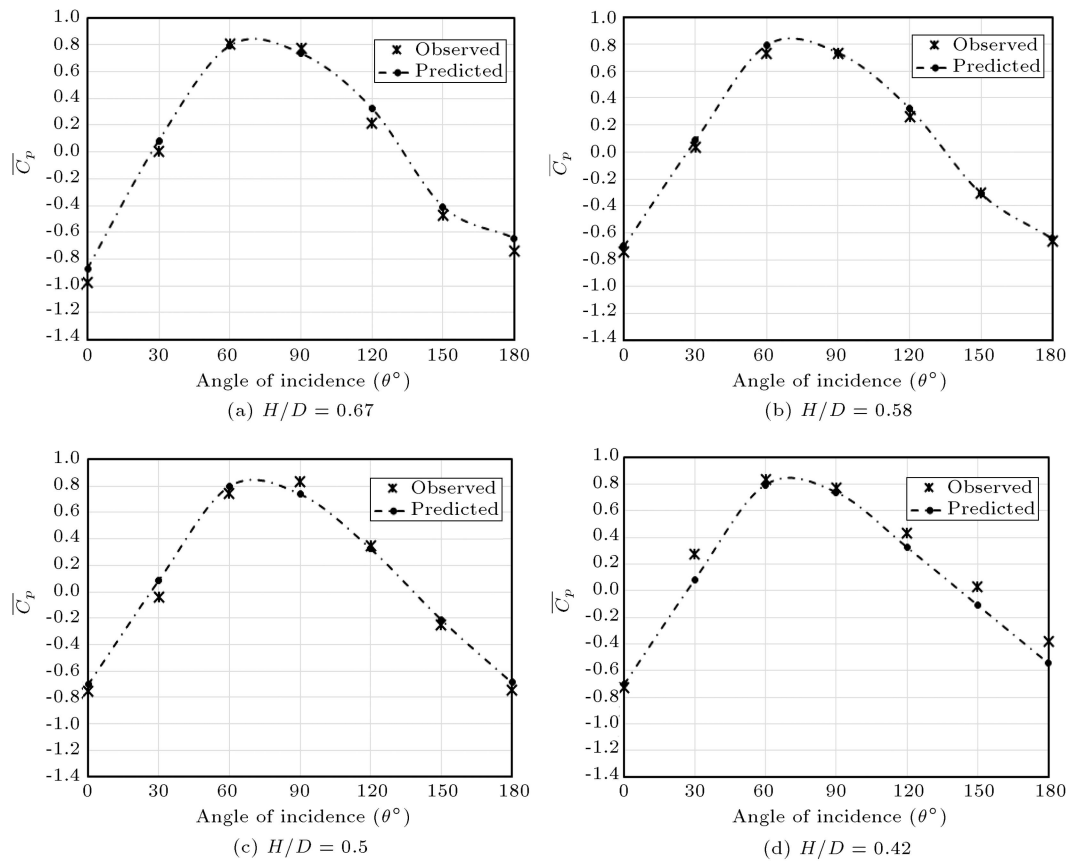 1.0
0.8
0.6
0.4
0.2
0.0
-0.2
-0.4
-0.6
-0.8
-1.0
-1.2
-1.4
C̅p
Observed
Predicted
0 30 60 90 120 150 180
Angle of incidence (θ°)
(a) H/D = 0.67
1.0
0.8
0.6
0.4
0.2
0.0
-0.2
-0.4
-0.6
-0.8
-1.0
-1.2
-1.4
C̅p
Observed
Predicted
0 30 60 90 120 150 180
Angle of incidence (θ°)
(b) H/D = 0.58
1.0
0.8
0.6
0.4
0.2
0.0
-0.2
-0.4
-0.6
-0.8
-1.0
-1.2
-1.4
C̅p
Observed
Predicted
0 30 60 90 120 150 180
Angle of incidence (θ°)
(c) H/D = 0.5
1.0
0.8
0.6
0.4
0.2
0.0
-0.2
-0.4
-0.6
-0.8
-1.0
-1.2
-1.4
C̅p
Observed
Predicted
0 30 60 90 120 150 180
Angle of incidence (θ°)
(d) H/D = 0.42